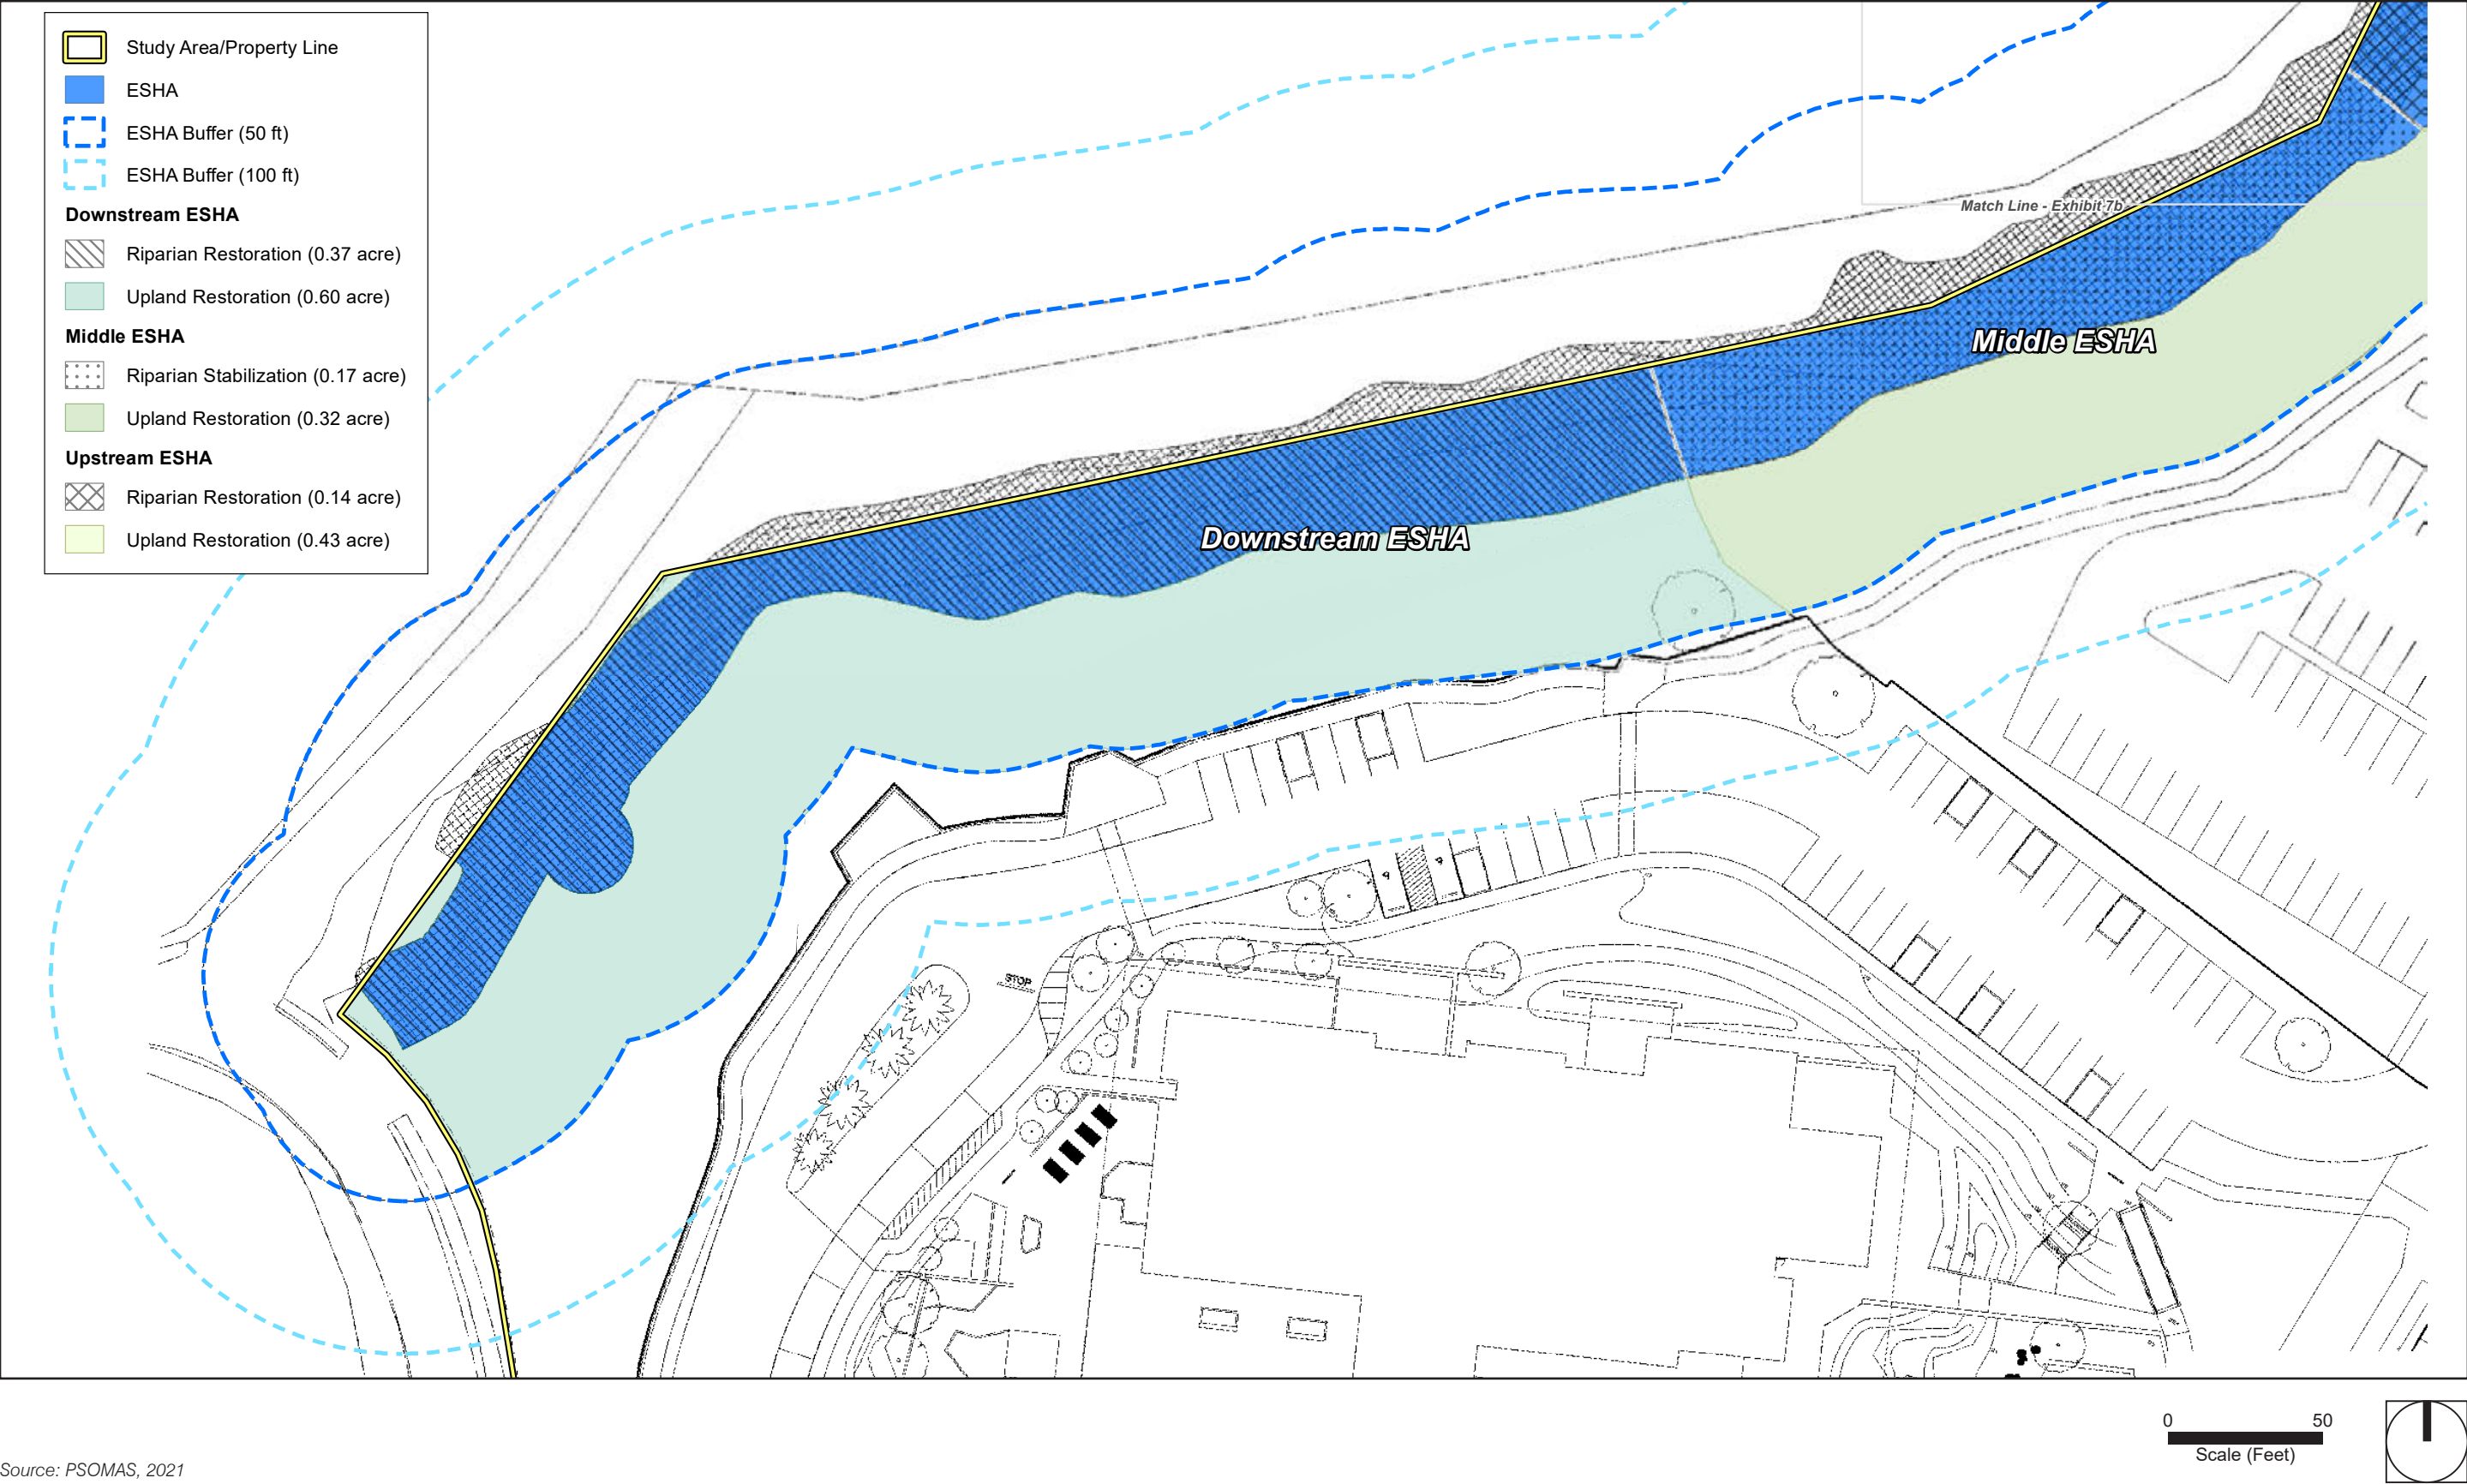 Study Area/Property Line
ESHA
ESHA Buffer (50 ft)
ESHA Buffer (100 ft)
Downstream ESHA
Riparian Restoration (0.37 acre)
Upland Restoration (0.60 acre)
Middle ESHA
Riparian Stabilization (0.17 acre)
Upland Restoration (0.32 acre)
Upstream ESHA
Riparian Restoration (0.14 acre)
Upland Restoration (0.43 acre)
Match Line - Exhibit 7b
Middle ESHA
Downstream ESHA
STOP
0 50
Scale (Feet)
Source: PSOMAS, 2021